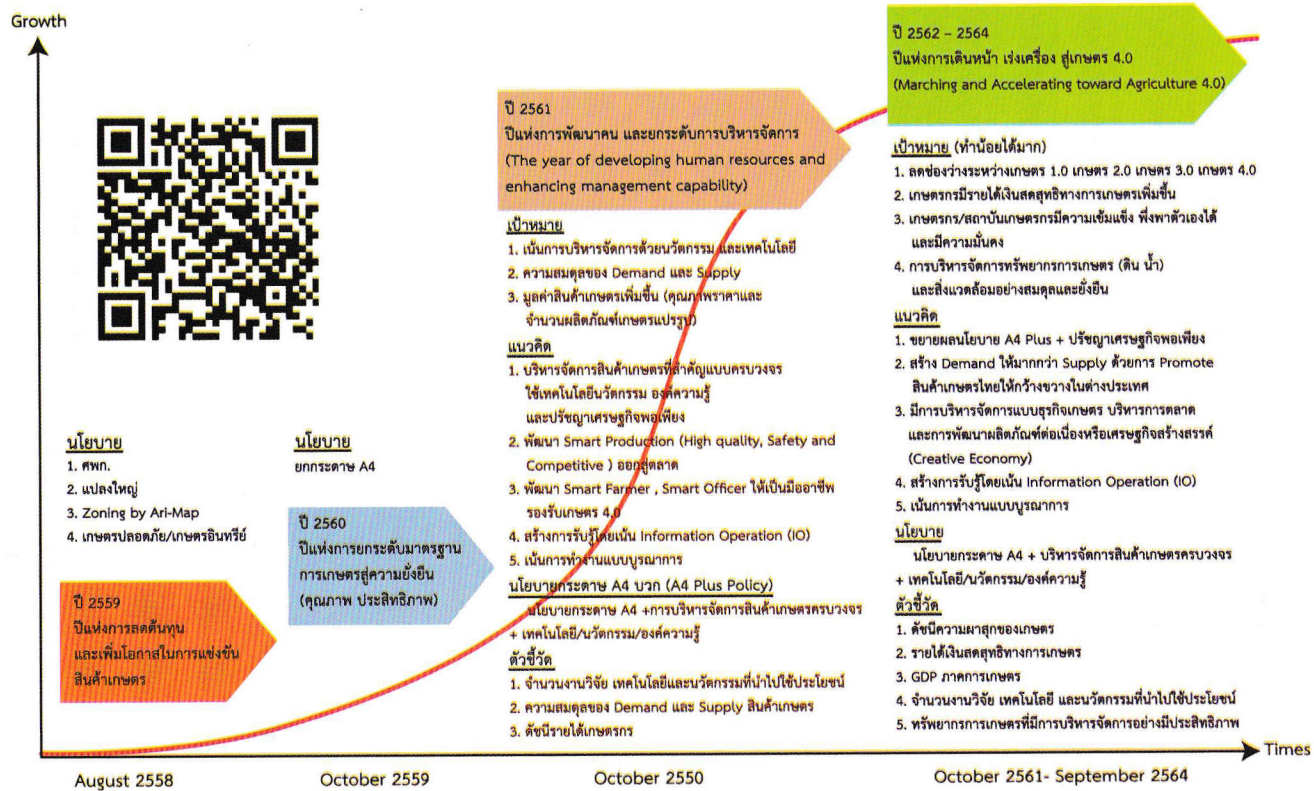 Growth
นโยบาย
1. ศพก.
2. แปลงใหญ่
3. Zoning by Ari-Map
4. เกษตรปลอดภัย/เกษตรอินทรีย์
ปี 2559
ปีแห่งการลดต้นทุน
และเพิ่มโอกาสในการแข่งขัน
สินค้าเกษตร
นโยบาย
ยกกระดาษ A4
ปี 2560
ปีแห่งการยกระดับมาตรฐาน
การเกษตรสู่ความยั่งยืน
(คุณภาพ ประสิทธิภาพ)
ปี 2561
ปีแห่งการพัฒนาคน และยกระดับการบริหารจัดการ
(The year of developing human resources and
enhancing management capability)
เป้าหมาย
1. เน้นการบริหารจัดการด้วยนวัตกรรม และเทคโนโลยี
2. ความสมดุลของ Demand และ Supply
3. มูลค่าสินค้าเกษตรเพิ่มขึ้น (คุณภาพราคาและ
จำนวนผลิตภัณฑ์เกษตรแปรรูป)
แนวคิด
1. บริหารจัดการสินค้าเกษตรที่สำคัญแบบครบวงจร
ใช้เทคโนโลยีนวัตกรรม องค์ความรู้
และปรัชญาเศรษฐกิจพอเพียง
2. พัฒนา Smart Production (High quality, Safety and
Competitive ) ออกสู่ตลาด
3. พัฒนา Smart Farmer , Smart Officer ให้เป็นมืออาชีพ
รองรับเกษตร 4.0
4. สร้างการรับรู้โดยเน้น Information Operation (IO)
5. เน้นการทำงานแบบบูรณาการ
นโยบายกระดาษ A4 บวก (A4 Plus Policy)
นโยบายกระดาษ A4 +การบริหารจัดการสินค้าเกษตรครบวงจร
+ เทคโนโลยี/นวัตกรรม/องค์ความรู้
ตัวชี้วัด
1. จำนวนงานวิจัย เทคโนโลยีและนวัตกรรมที่นำไปใช้ประโยชน์
2. ความสมดุลของ Demand และ Supply สินค้าเกษตร
3. ดัชนีรายได้เกษตรกร
ปี 2562 – 2564
ปีแห่งการเดินหน้า เร่งเครื่อง สู่เกษตร 4.0
(Marching and Accelerating toward Agriculture 4.0)
เป้าหมาย (ทำน้อยได้มาก)
1. ลดช่องว่างระหว่างเกษตร 1.0 เกษตร 2.0 เกษตร 3.0 เกษตร 4.0
2. เกษตรกรมีรายได้เงินสดสุทธิทางการเกษตรเพิ่มขึ้น
3. เกษตรกร/สถาบันเกษตรกรมีความเข้มแข็ง พึ่งพาตัวเองได้
และมีความมั่นคง
4. การบริหารจัดการทรัพยากรการเกษตร (ดิน น้ำ)
และสิ่งแวดล้อมอย่างสมดุลและยั่งยืน
แนวคิด
1. ขยายผลนโยบาย A4 Plus + ปรัชญาเศรษฐกิจพอเพียง
2. สร้าง Demand ให้มากกว่า Supply ด้วยการ Promote
สินค้าเกษตรไทยให้กว้างขวางในต่างประเทศ
3. มีการบริหารจัดการแบบธุรกิจเกษตร บริหารการตลาด
และการพัฒนาผลิตภัณฑ์ต่อเนื่องหรือเศรษฐกิจสร้างสรรค์
(Creative Economy)
4. สร้างการรับรู้โดยเน้น Information Operation (IO)
5. เน้นการทำงานแบบบูรณาการ
นโยบาย
นโยบายกระดาษ A4 + บริหารจัดการสินค้าเกษตรครบวงจร
+ เทคโนโลยี/นวัตกรรม/องค์ความรู้
ตัวชี้วัด
1. ดัชนีความผาสุกของเกษตร
2. รายได้เงินสดสุทธิทางการเกษตร
3. GDP ภาคการเกษตร
4. จำนวนงานวิจัย เทคโนโลยี และนวัตกรรมที่นำไปใช้ประโยชน์
5. ทรัพยากรการเกษตรที่มีการบริหารจัดการอย่างมีประสิทธิภาพ
Times
August 2558
October 2559
October 2550
October 2561- September 2564